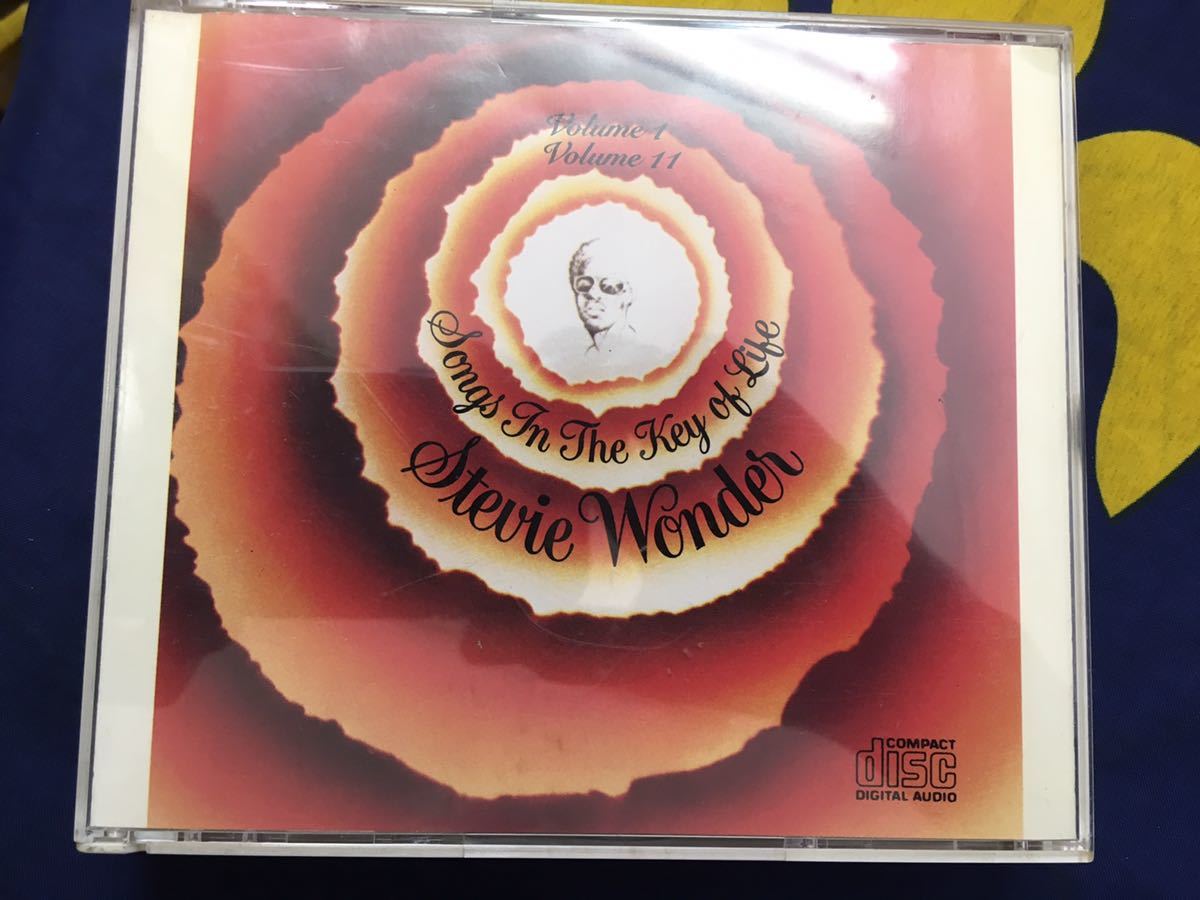 Volume 1
Volume 11
Songs In The Key of Life
Stevie Wonder
COMPACT
disc
DIGITAL AUDIO